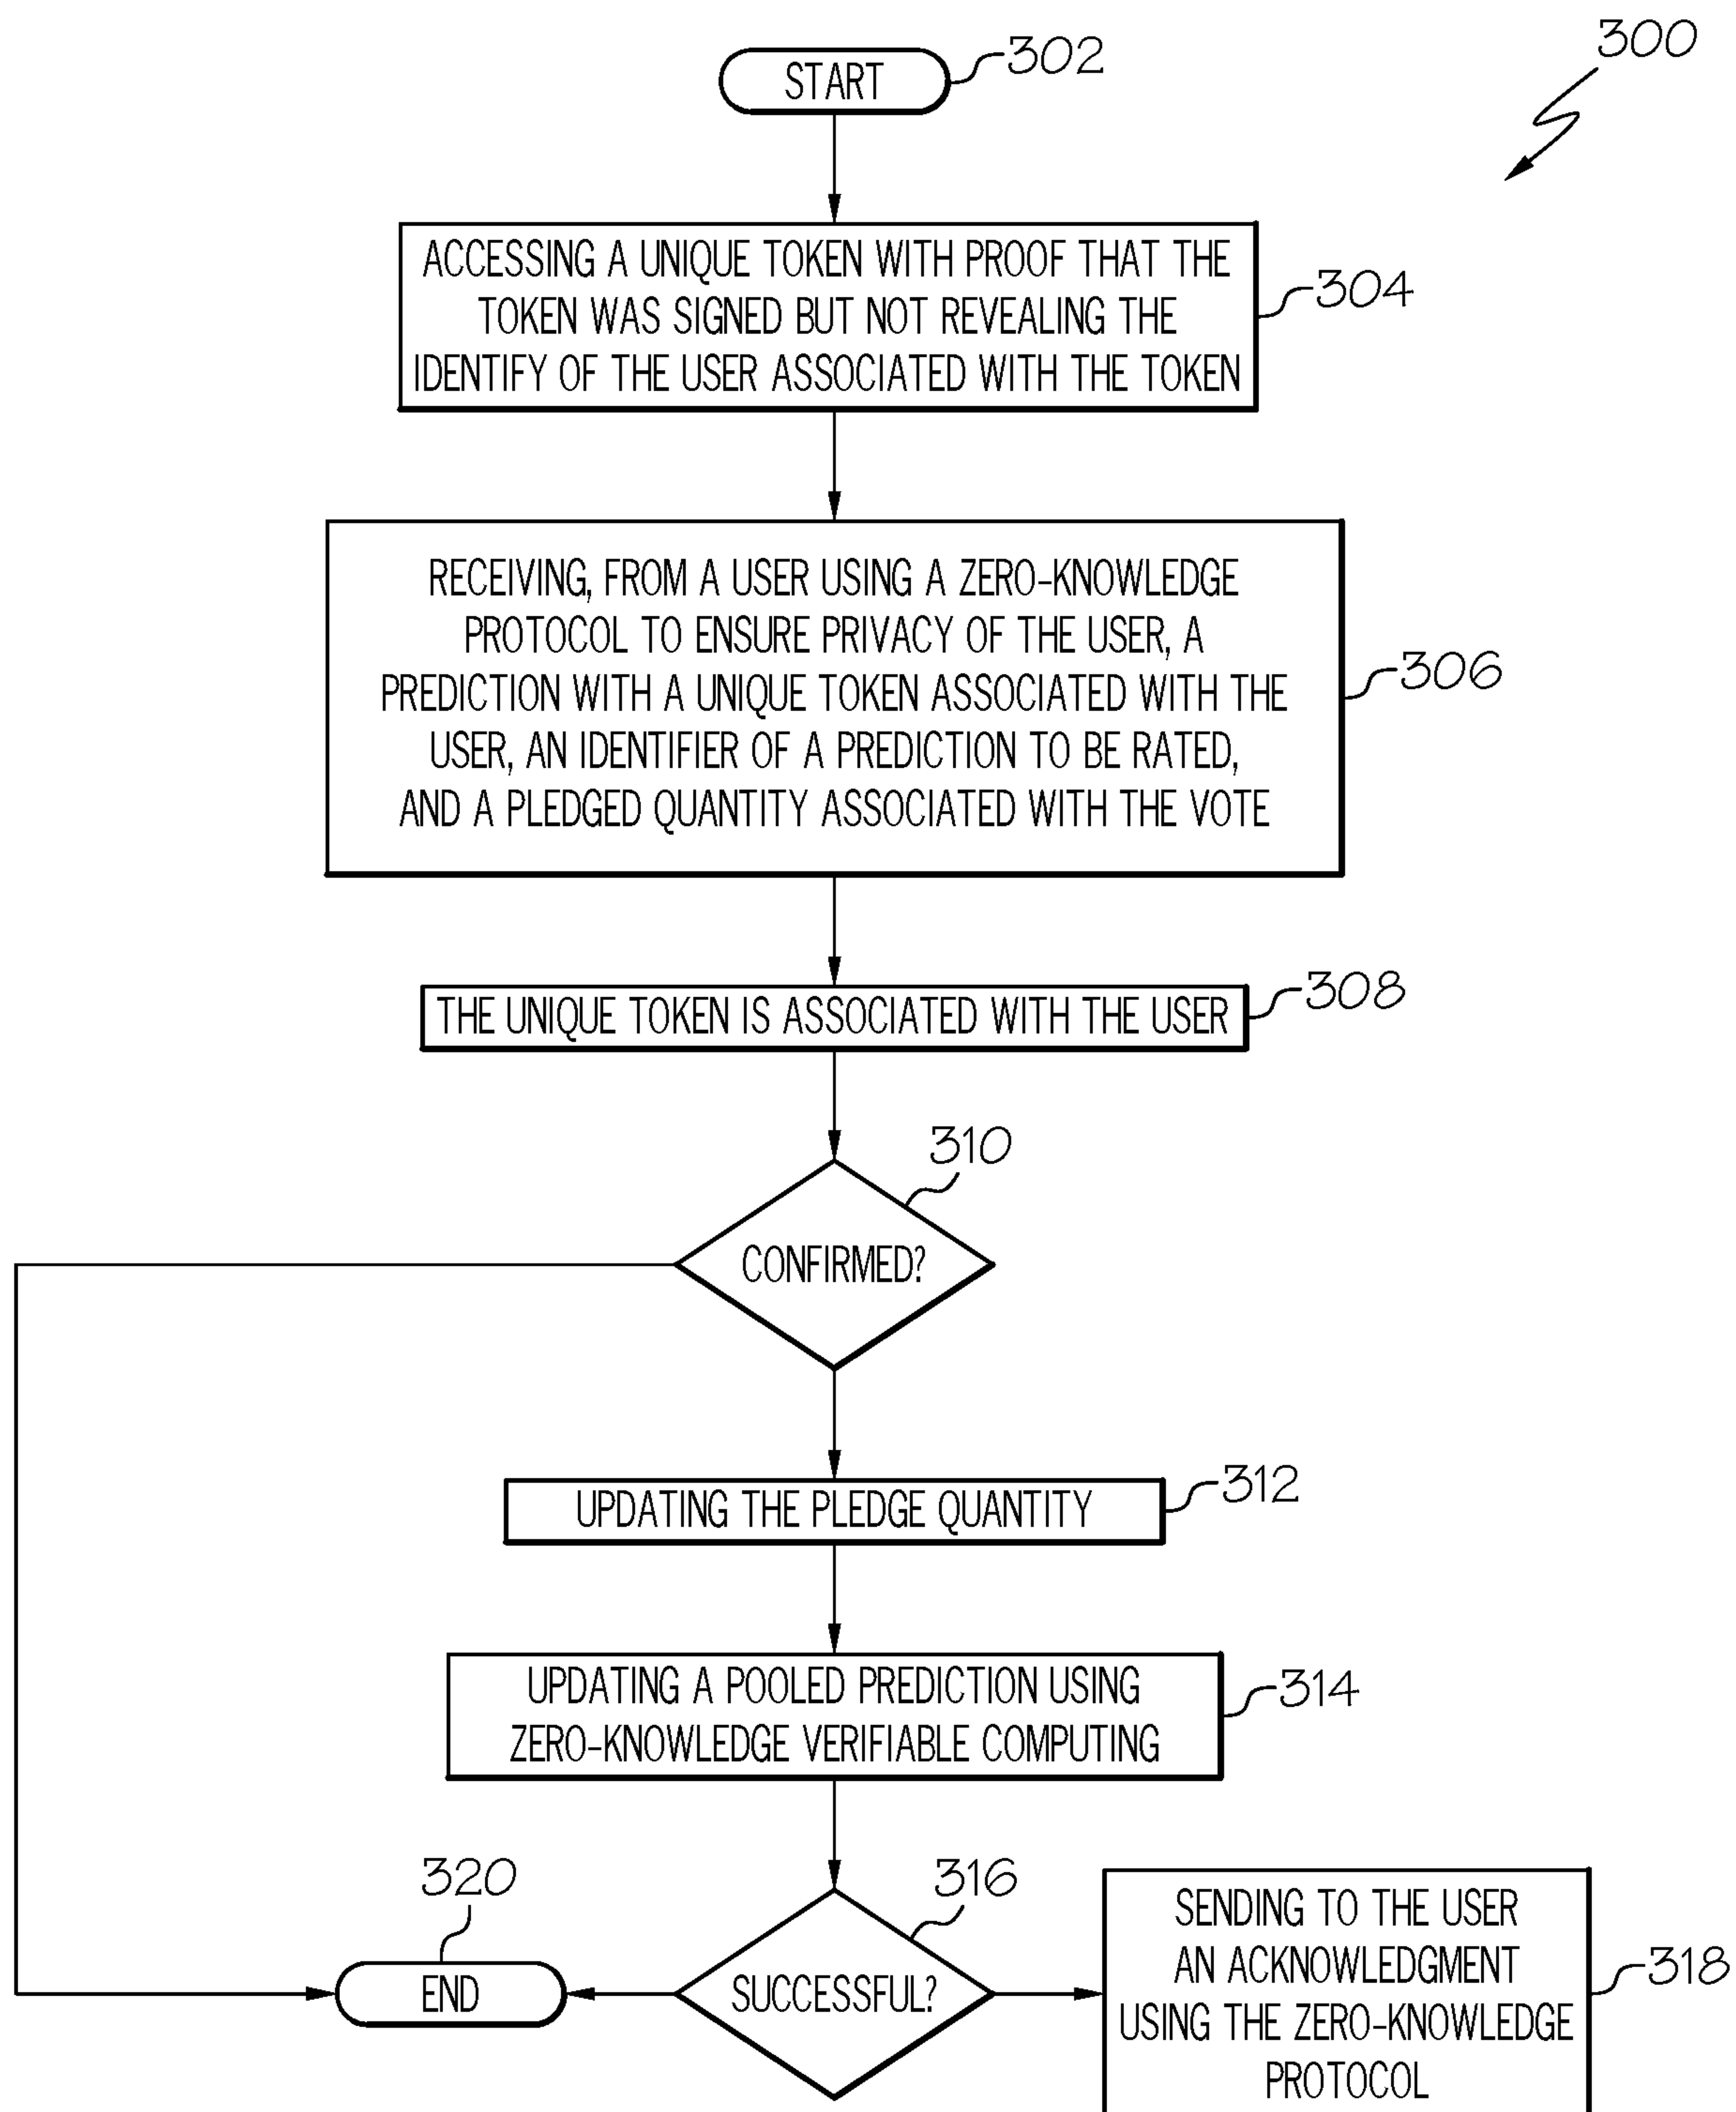 300
START
302
ACCESSING A UNIQUE TOKEN WITH PROOF THAT THE
TOKEN WAS SIGNED BUT NOT REVEALING THE
IDENTIFY OF THE USER ASSOCIATED WITH THE TOKEN
304
RECEIVING, FROM A USER USING A ZERO-KNOWLEDGE
PROTOCOL TO ENSURE PRIVACY OF THE USER, A
PREDICTION WITH A UNIQUE TOKEN ASSOCIATED WITH THE
USER, AN IDENTIFIER OF A PREDICTION TO BE RATED,
AND A PLEDGED QUANTITY ASSOCIATED WITH THE VOTE
306
THE UNIQUE TOKEN IS ASSOCIATED WITH THE USER
308
310
CONFIRMED?
UPDATING THE PLEDGE QUANTITY
312
UPDATING A POOLED PREDICTION USING
ZERO-KNOWLEDGE VERIFIABLE COMPUTING
314
320
END
316
SUCCESSFUL?
SENDING TO THE USER
AN ACKNOWLEDGMENT
USING THE ZERO-KNOWLEDGE
PROTOCOL
318